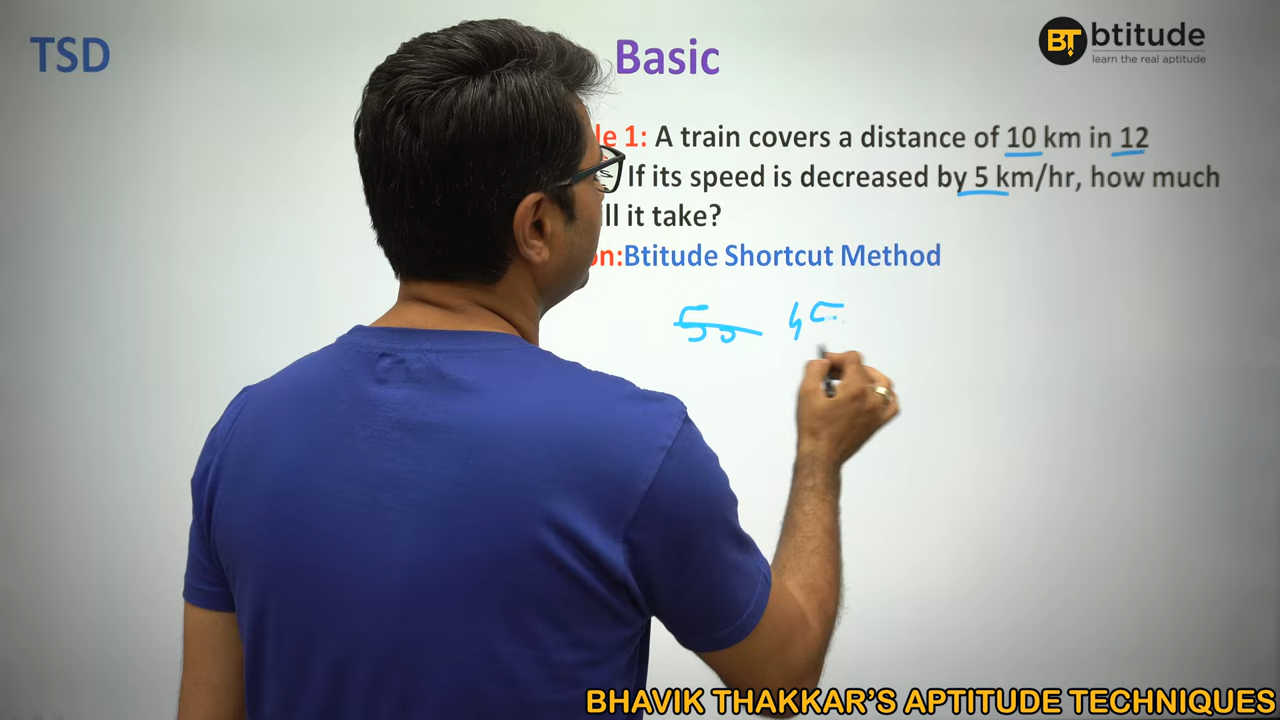 TSD
Basic
BT btitude
learn the real aptitude
le 1: A train covers a distance of 10 km in 12
If its speed is decreased by 5 km/hr, how much
ll it take?
on:Btitude Shortcut Method
50 45
BHAVIK THAKKAR'S APTITUDE TECHNIQUES